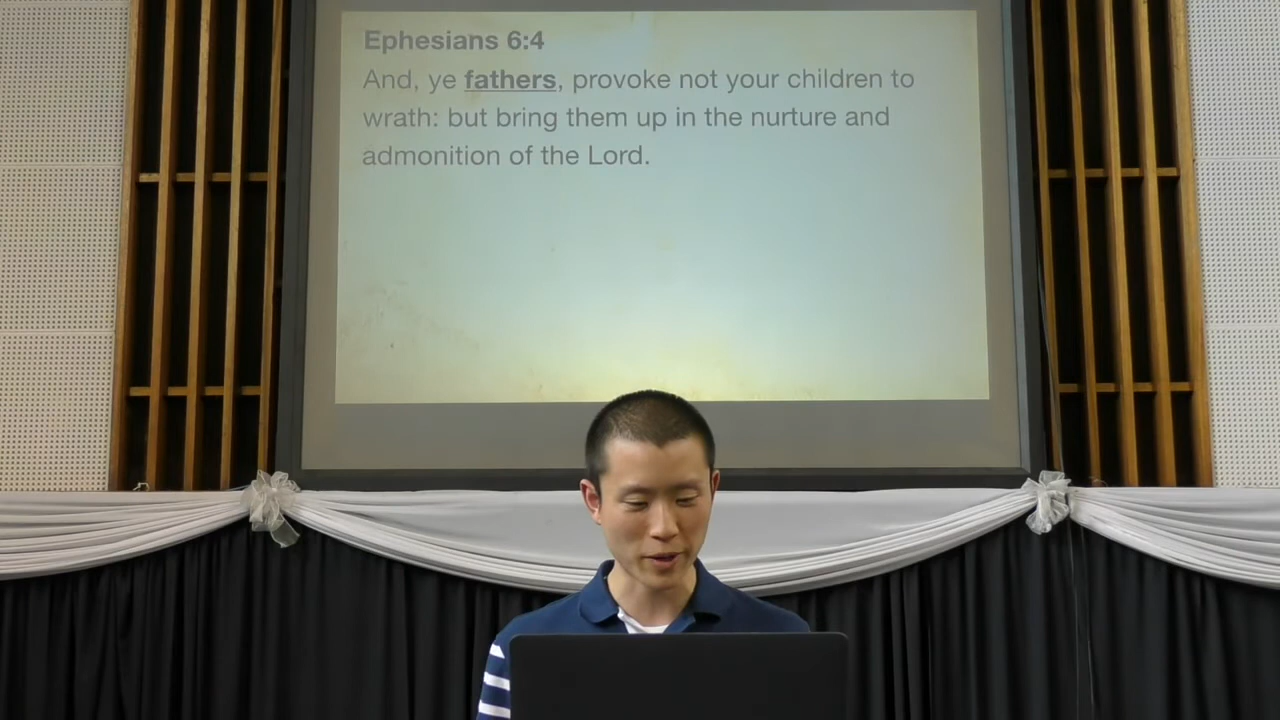 Ephesians 6:4
And, ye fathers, provoke not your children to
wrath: but bring them up in the nurture and
admonition of the Lord.